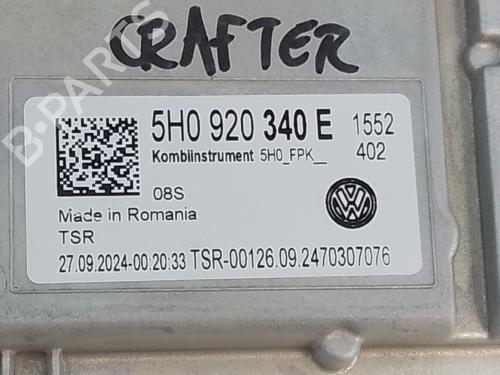 CRAFTER
B-PARTS
5H0 920 340 E 1552
Kombiinstrument 5H0_FPK__ 402
08S
Made in Romania
TSR
27.09.2024-00:20:33 TSR-00126.09.2470307076